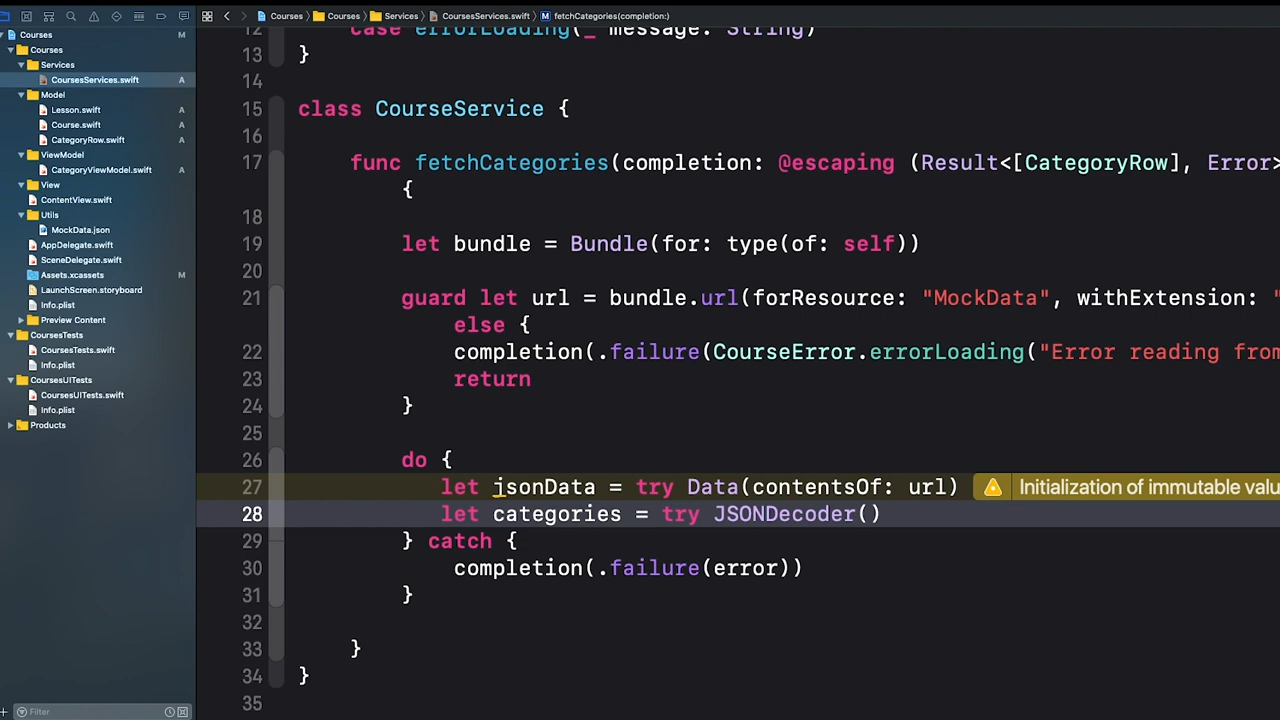 Courses > Courses > Services > CoursesServices.swift > M fetchCategories(completion:)
Courses M
Courses
Services
CoursesServices.swift A
Model
Lesson.swift A
Course.swift A
CategoryRow.swift A
ViewModel
CategoryViewModel.swift A
View
ContentView.swift
Utils
MockData.json
AppDelegate.swift
SceneDelegate.swift
Assets.xcassets M
LaunchScreen.storyboard
Info.plist
Preview Content
CoursesTests
CoursesTests.swift
Info.plist
CoursesUITests
CoursesUITests.swift
Info.plist
Products
Filter
12 case errorLoading(_ message: String)
13 }
14
15 class CourseService {
16
17 func fetchCategories(completion: @escaping (Result<[CategoryRow], Error>
{
18
19 let bundle = Bundle(for: type(of: self))
20
21 guard let url = bundle.url(forResource: "MockData", withExtension: "
else {
22 completion(.failure(CourseError.errorLoading("Error reading from
23 return
24 }
25
26 do {
27 let jsonData = try Data(contentsOf: url) Initialization of immutable valu
28 let categories = try JSONDecoder()
29 } catch {
30 completion(.failure(error))
31 }
32
33 }
34 }
35